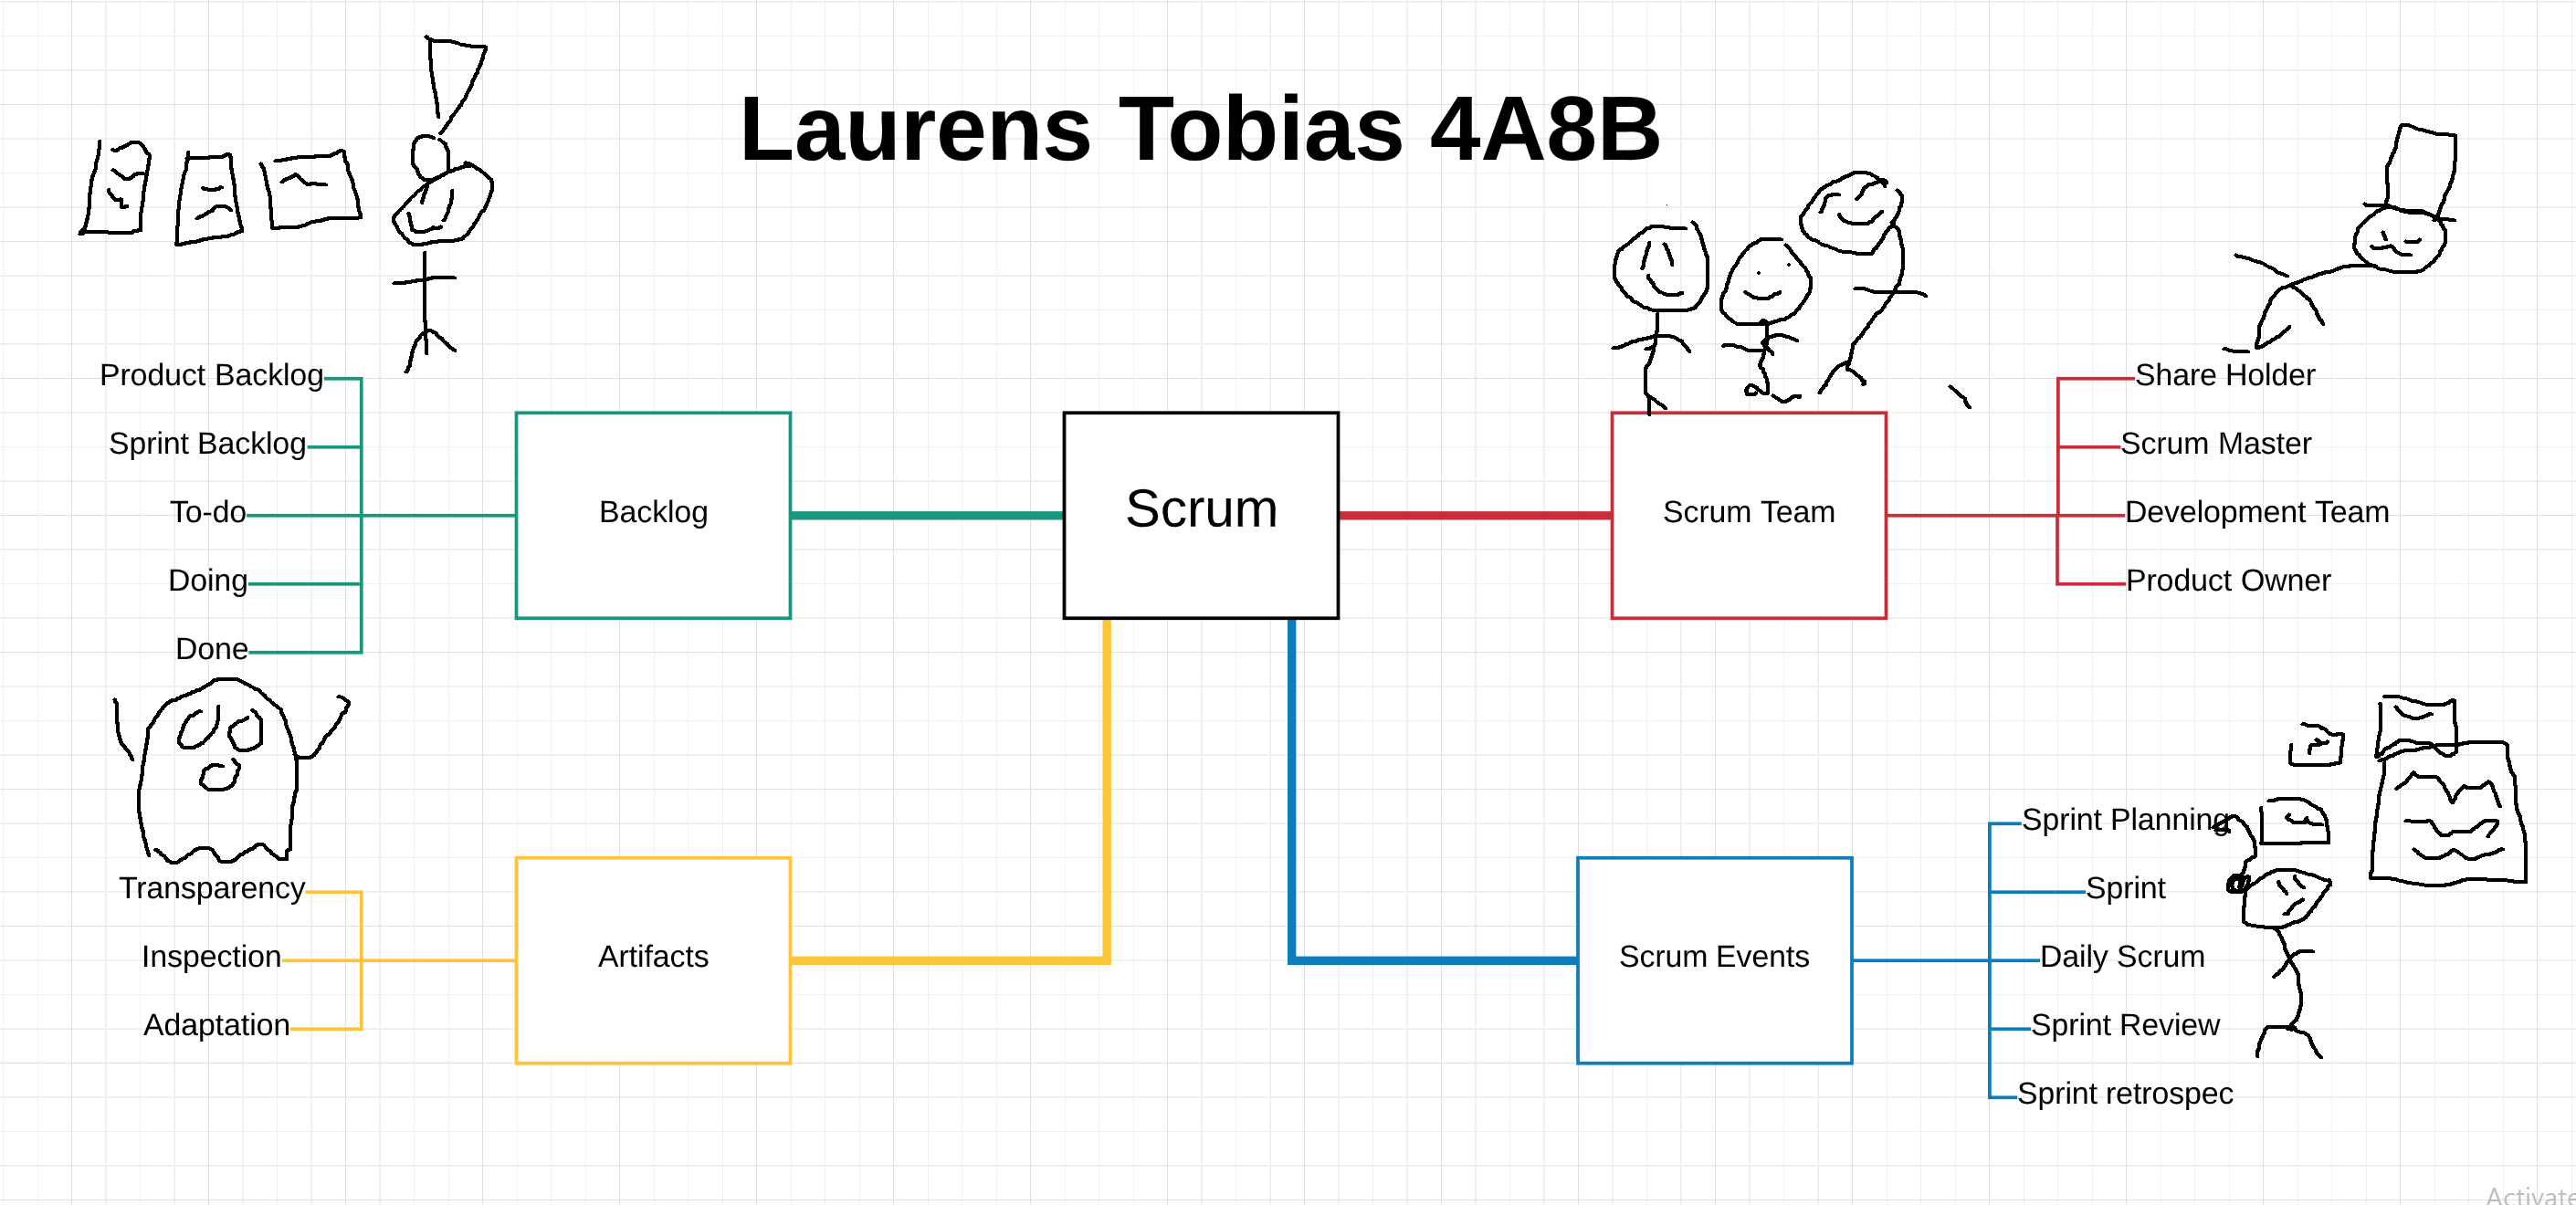 Laurens Tobias 4A8B
Product Backlog
Sprint Backlog
To-do
Doing
Done
Backlog
Scrum
Scrum Team
Share Holder
Scrum Master
Development Team
Product Owner
Transparency
Inspection
Adaptation
Artifacts
Scrum Events
Sprint Planning
Sprint
Daily Scrum
Sprint Review
Sprint retrospec
Activate